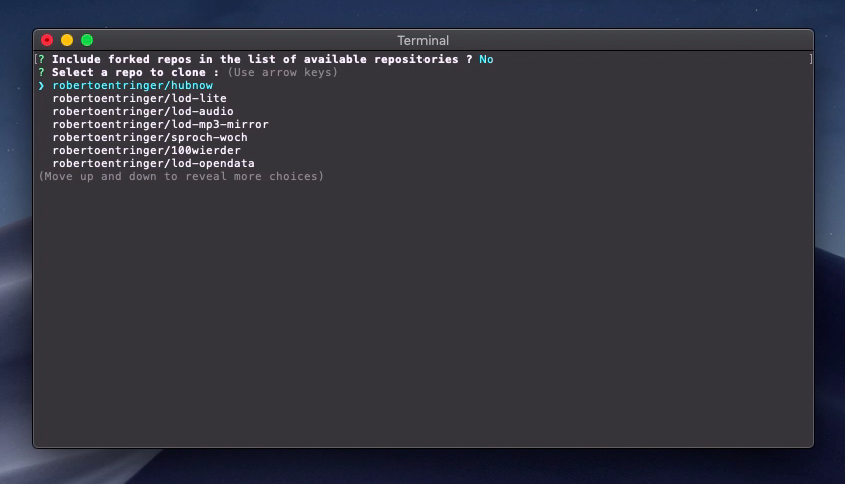 Terminal
[? Include forked repos in the list of available repositories ? No ]
? Select a repo to clone : (Use arrow keys)
❯ robertoentringer/hubnow
robertoentringer/lod-lite
robertoentringer/lod-audio
robertoentringer/lod-mp3-mirror
robertoentringer/sproch-woch
robertoentringer/100wierder
robertoentringer/lod-opendata
(Move up and down to reveal more choices)